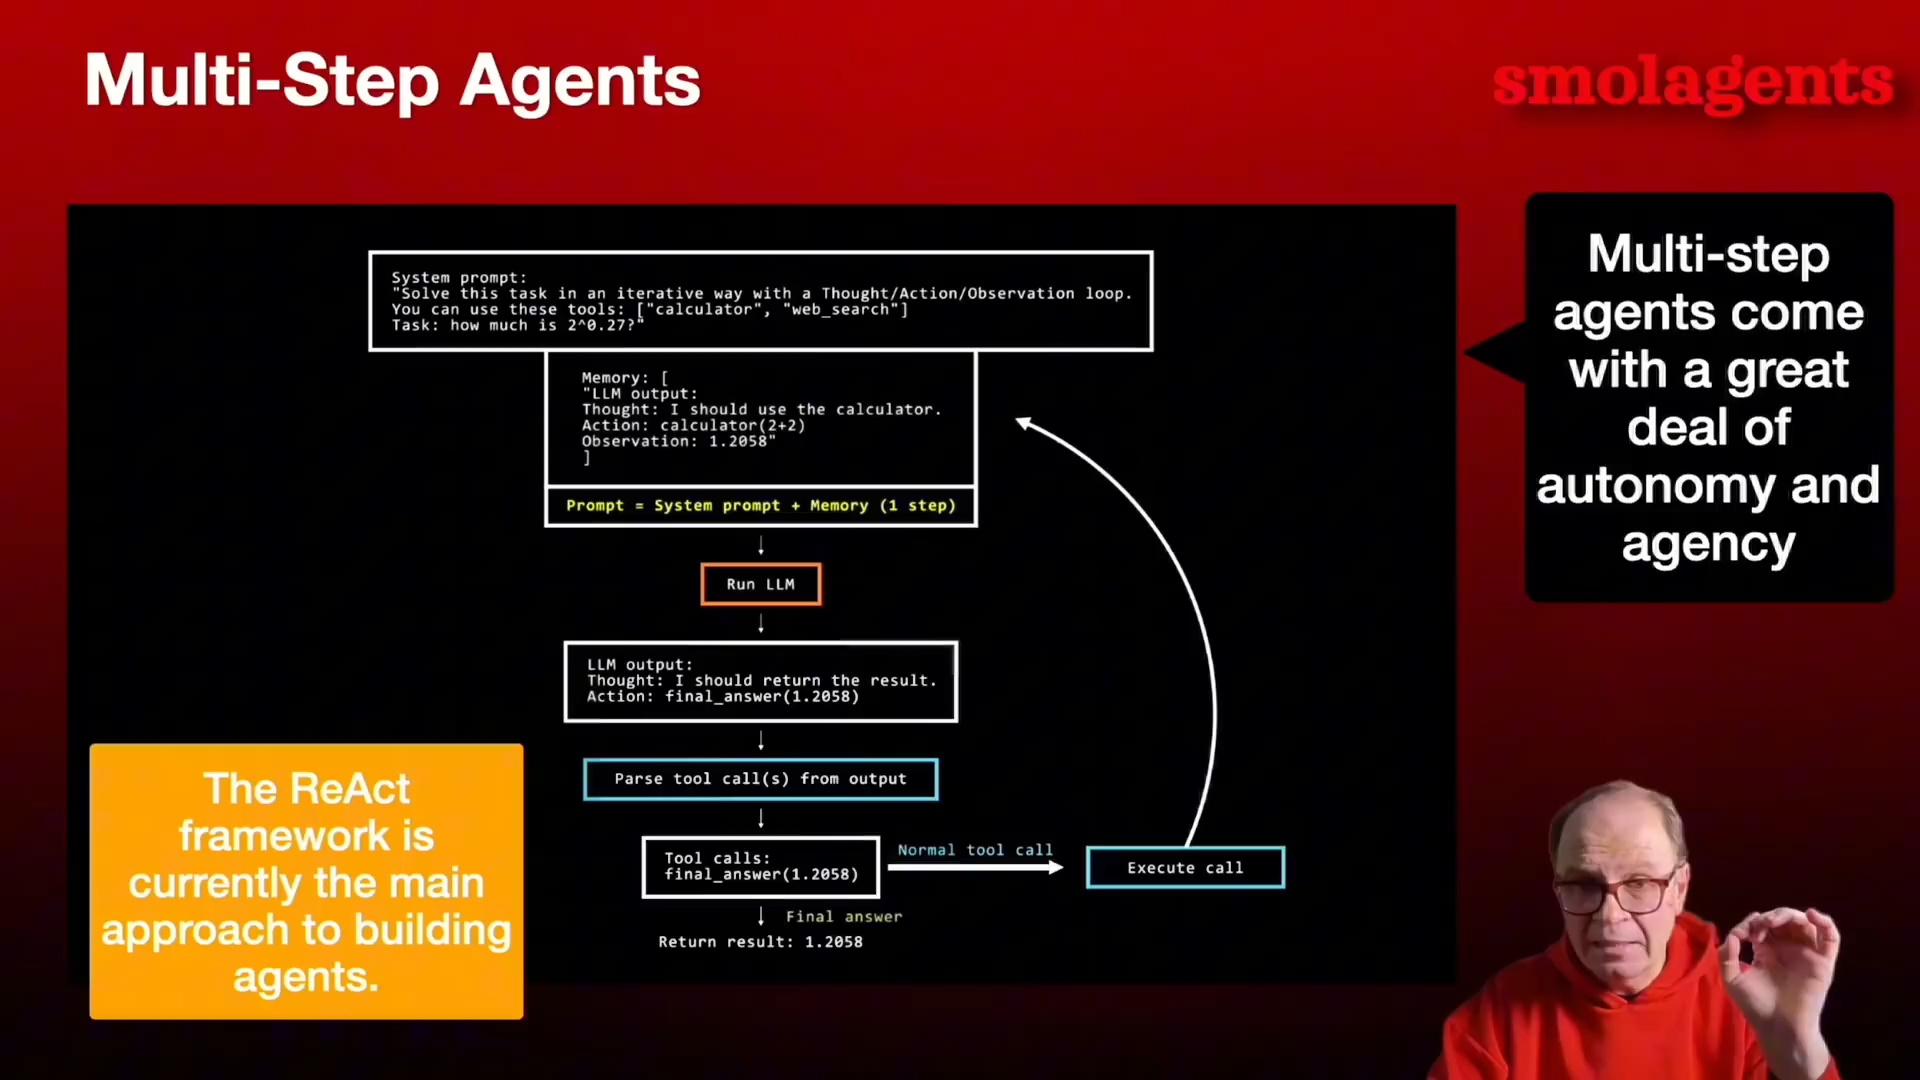 Multi-Step Agents
smolagents
System prompt:
"Solve this task in an iterative way with a Thought/Action/Observation loop.
You can use these tools: ["calculator", "web_search"]
Task: how much is 2^0.27?"
Memory: [
"LLM output:
Thought: I should use the calculator.
Action: calculator(2+2)
Observation: 1.2058"
]
Prompt = System prompt + Memory (1 step)
↓
Run LLM
↓
LLM output:
Thought: I should return the result.
Action: final_answer(1.2058)
↓
Parse tool call(s) from output
↓
Tool calls:
final_answer(1.2058)
Normal tool call
Execute call
↓ Final answer
Return result: 1.2058
Multi-step
agents come
with a great
deal of
autonomy and
agency
The ReAct
framework is
currently the main
approach to building
agents.